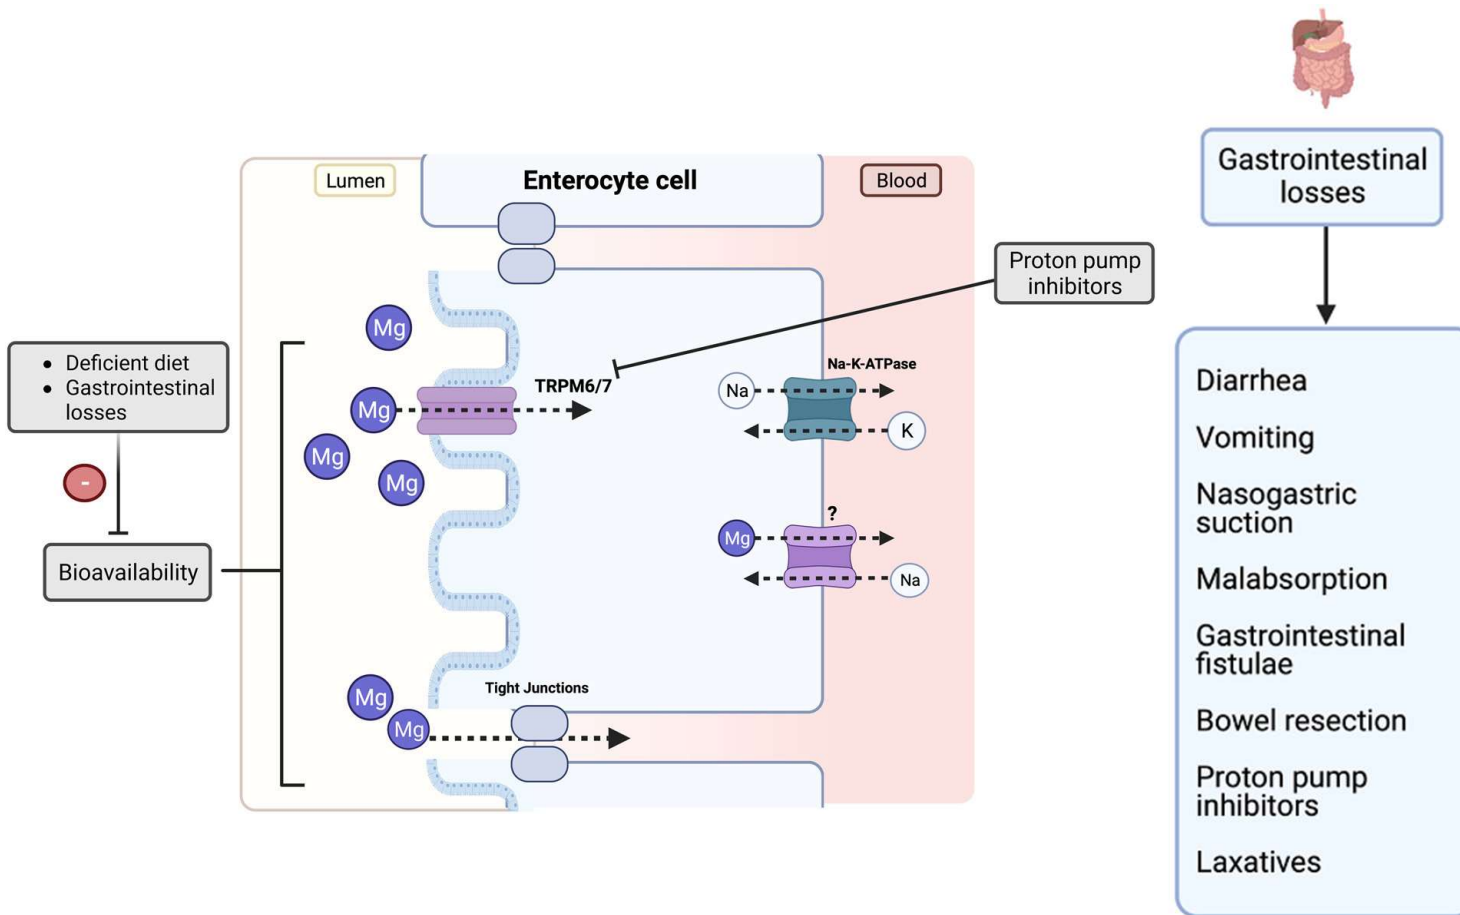 Lumen
Enterocyte cell
Blood
Gastrointestinal
losses
Proton pump
inhibitors
Deficient diet
Gastrointestinal
losses
-
Bioavailability
Mg
Mg
Mg
Mg
TRPM6/7
Na-K-ATPase
Na
K
?
Mg
Na
Tight Junctions
Mg
Mg
Diarrhea
Vomiting
Nasogastric
suction
Malabsorption
Gastrointestinal
fistulae
Bowel resection
Proton pump
inhibitors
Laxatives